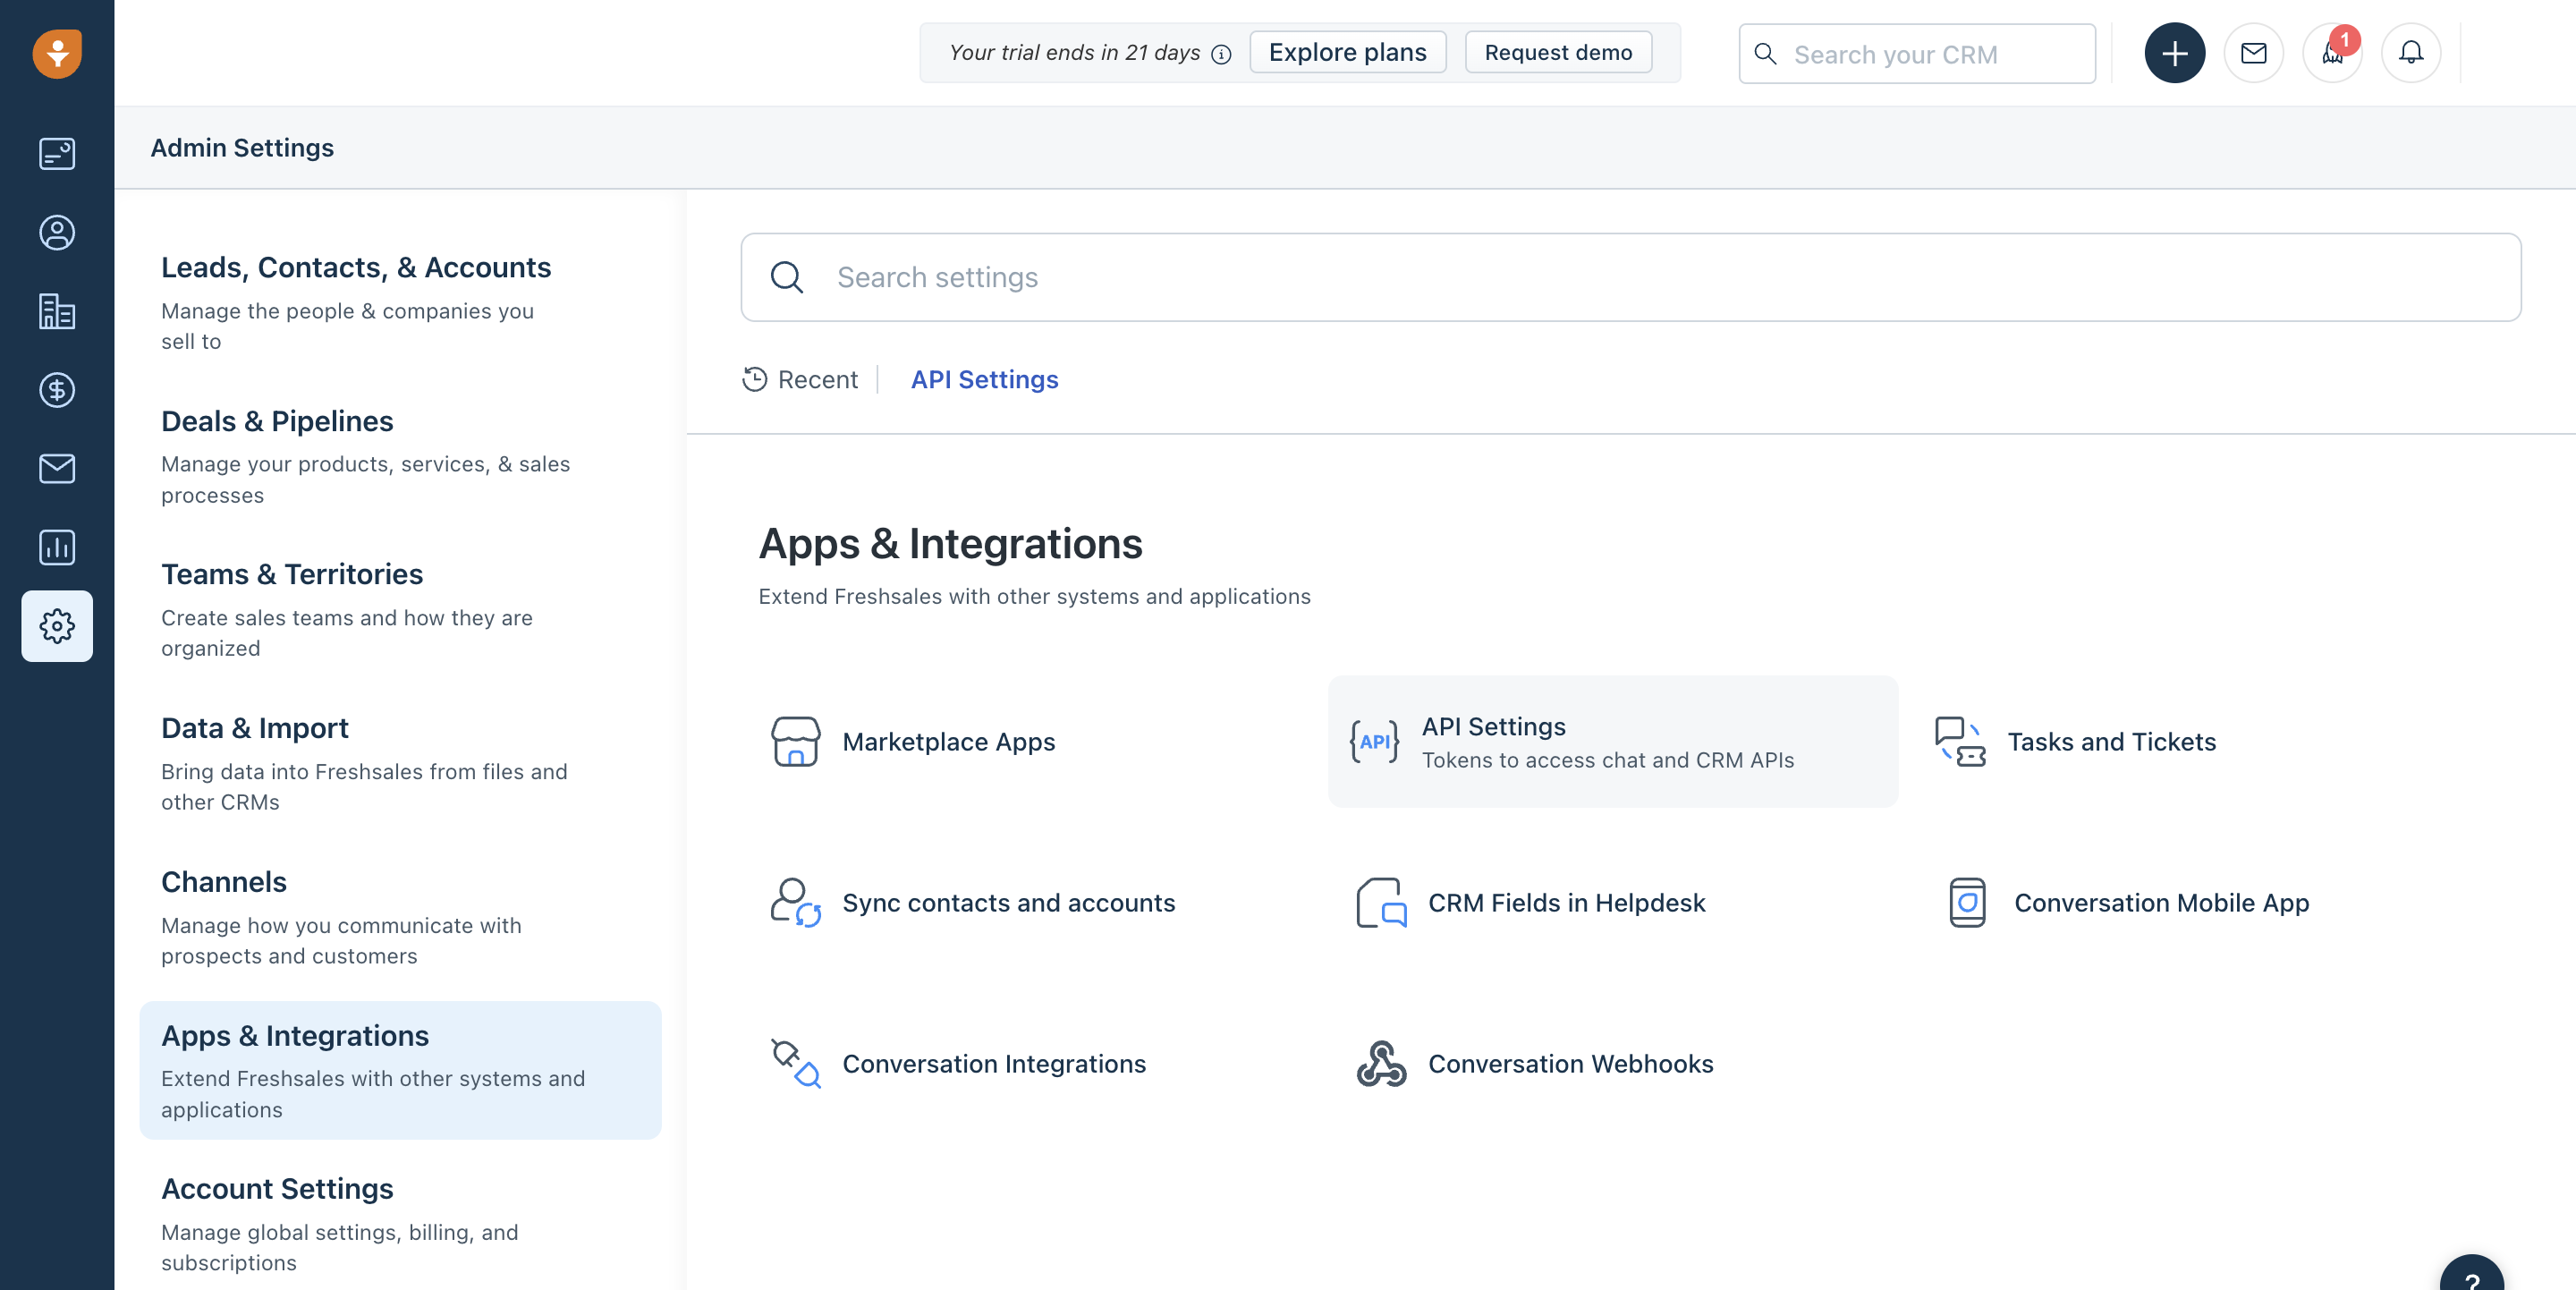 Your trial ends in 21 days
Explore plans
Request demo
Search your CRM
1
Admin Settings
Leads, Contacts, & Accounts
Manage the people & companies you
sell to
Deals & Pipelines
Manage your products, services, & sales
processes
Teams & Territories
Create sales teams and how they are
organized
Data & Import
Bring data into Freshsales from files and
other CRMs
Channels
Manage how you communicate with
prospects and customers
Apps & Integrations
Extend Freshsales with other systems and
applications
Account Settings
Manage global settings, billing, and
subscriptions
Search settings
Recent
API Settings
Apps & Integrations
Extend Freshsales with other systems and applications
Marketplace Apps
{API}
API Settings
Tokens to access chat and CRM APIs
Tasks and Tickets
Sync contacts and accounts
CRM Fields in Helpdesk
Conversation Mobile App
Conversation Integrations
Conversation Webhooks
?